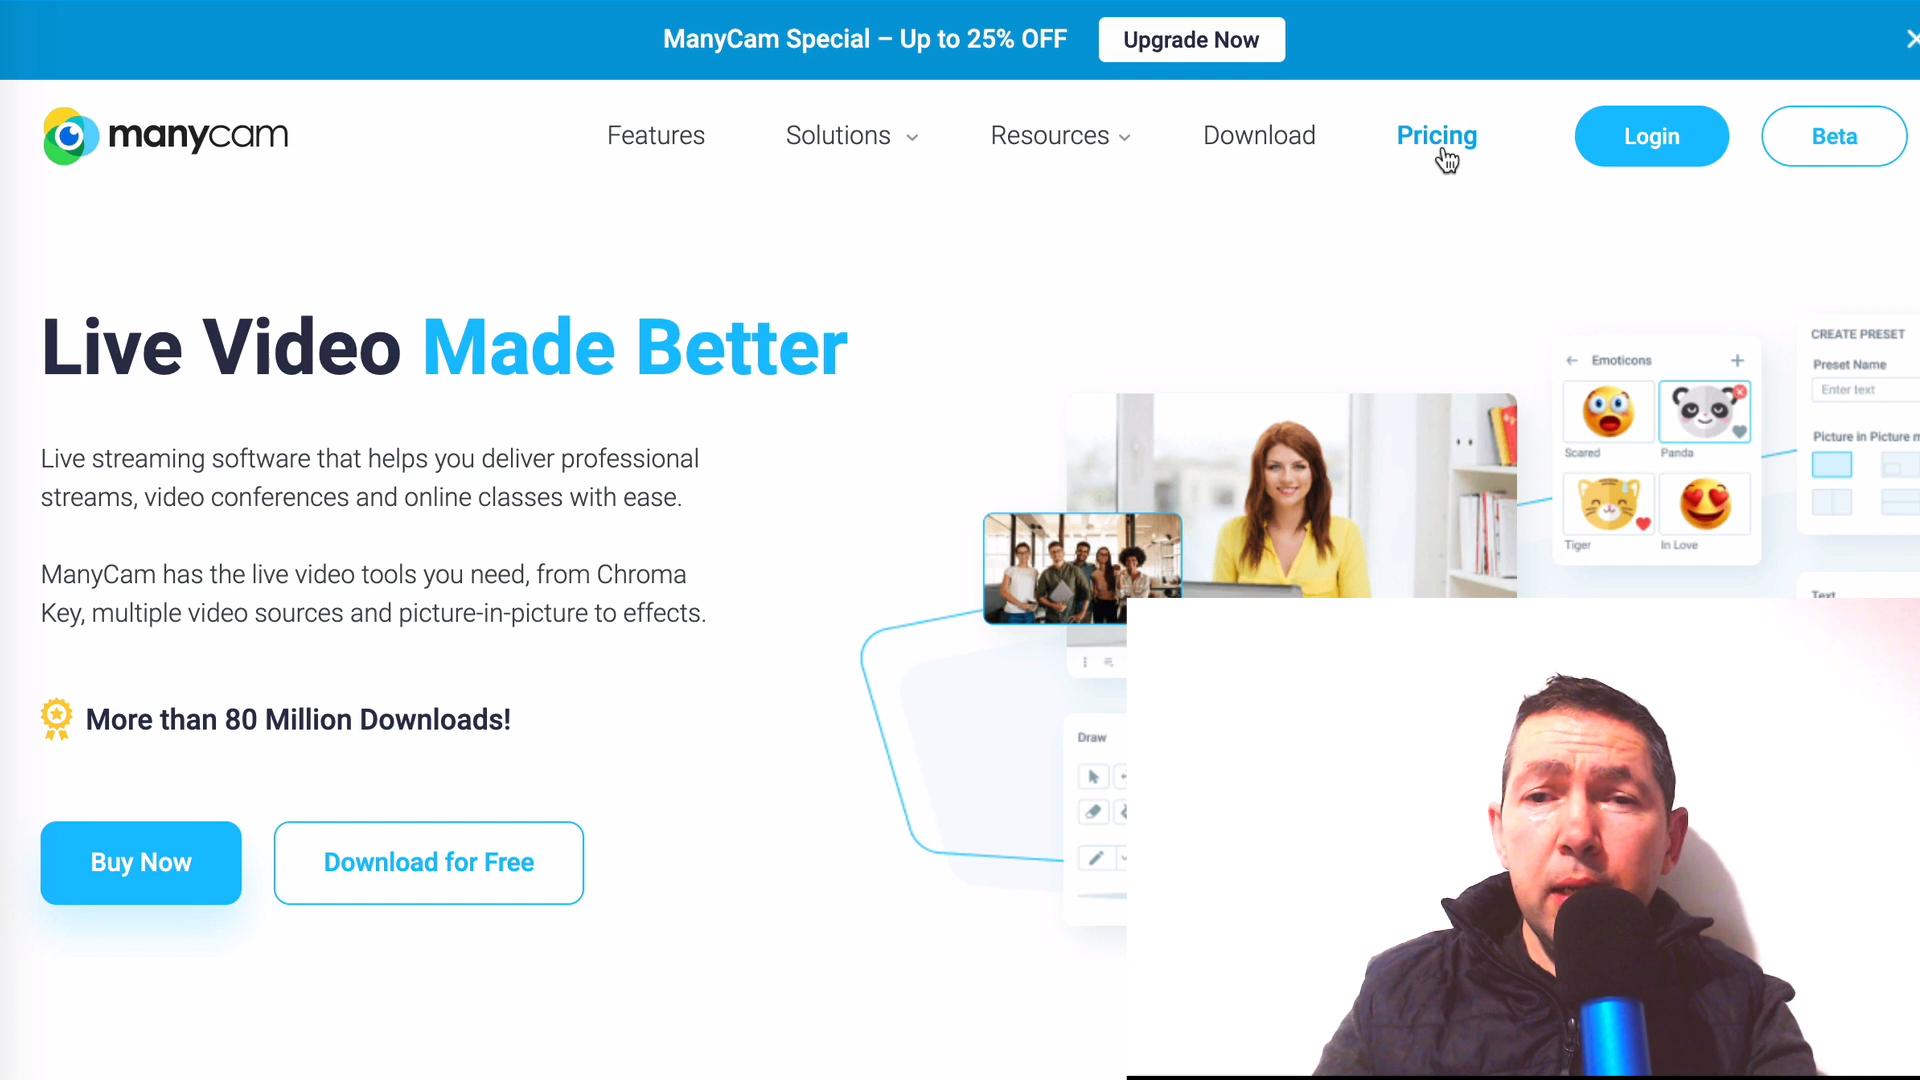 ManyCam Special – Up to 25% OFF
Upgrade Now
manycam
Features
Solutions
Resources
Download
Pricing
Login
Beta
Live Video Made Better
Live streaming software that helps you deliver professional
streams, video conferences and online classes with ease.
ManyCam has the live video tools you need, from Chroma
Key, multiple video sources and picture-in-picture to effects.
More than 80 Million Downloads!
Buy Now
Download for Free
Emoticons
Scared
Panda
Tiger
In Love
CREATE PRESET
Preset Name
Enter text
Picture in Picture
Text
Draw